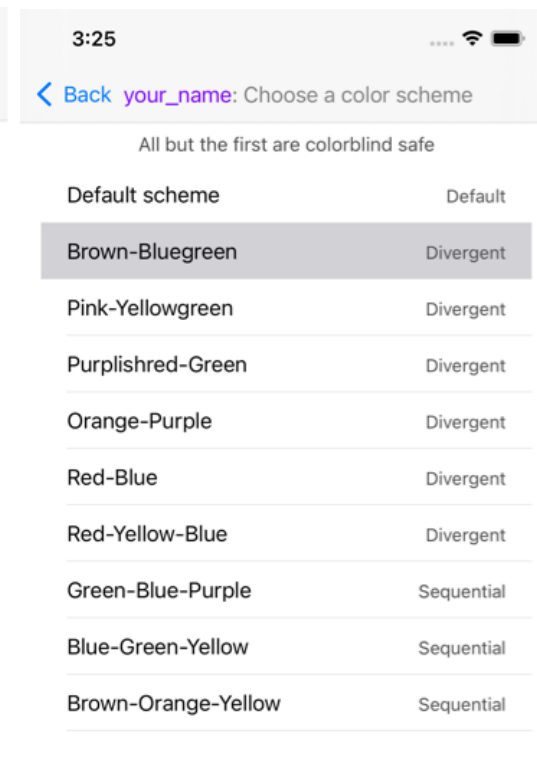 3:25
Back your_name: Choose a color scheme
All but the first are colorblind safe
Default scheme Default
Brown-Bluegreen Divergent
Pink-Yellowgreen Divergent
Purplishred-Green Divergent
Orange-Purple Divergent
Red-Blue Divergent
Red-Yellow-Blue Divergent
Green-Blue-Purple Sequential
Blue-Green-Yellow Sequential
Brown-Orange-Yellow Sequential